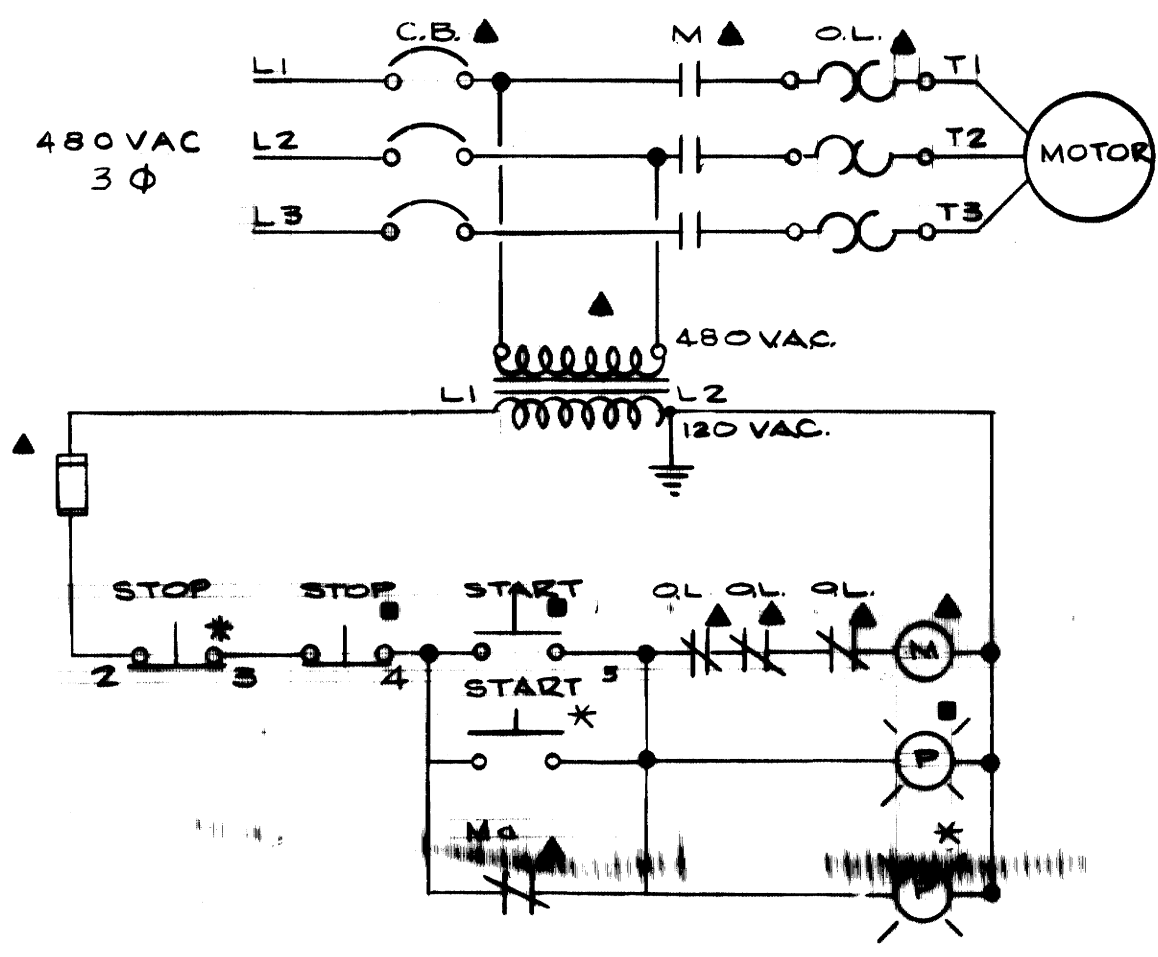 C.B. M O.L.
L1 T1
480 VAC L2 T2 MOTOR
3 Φ
L3 T3
480 VAC.
L1 L2
120 VAC.
STOP STOP START O.L. O.L. O.L.
* M
2 3 4 5
START *
P
Ma *
P